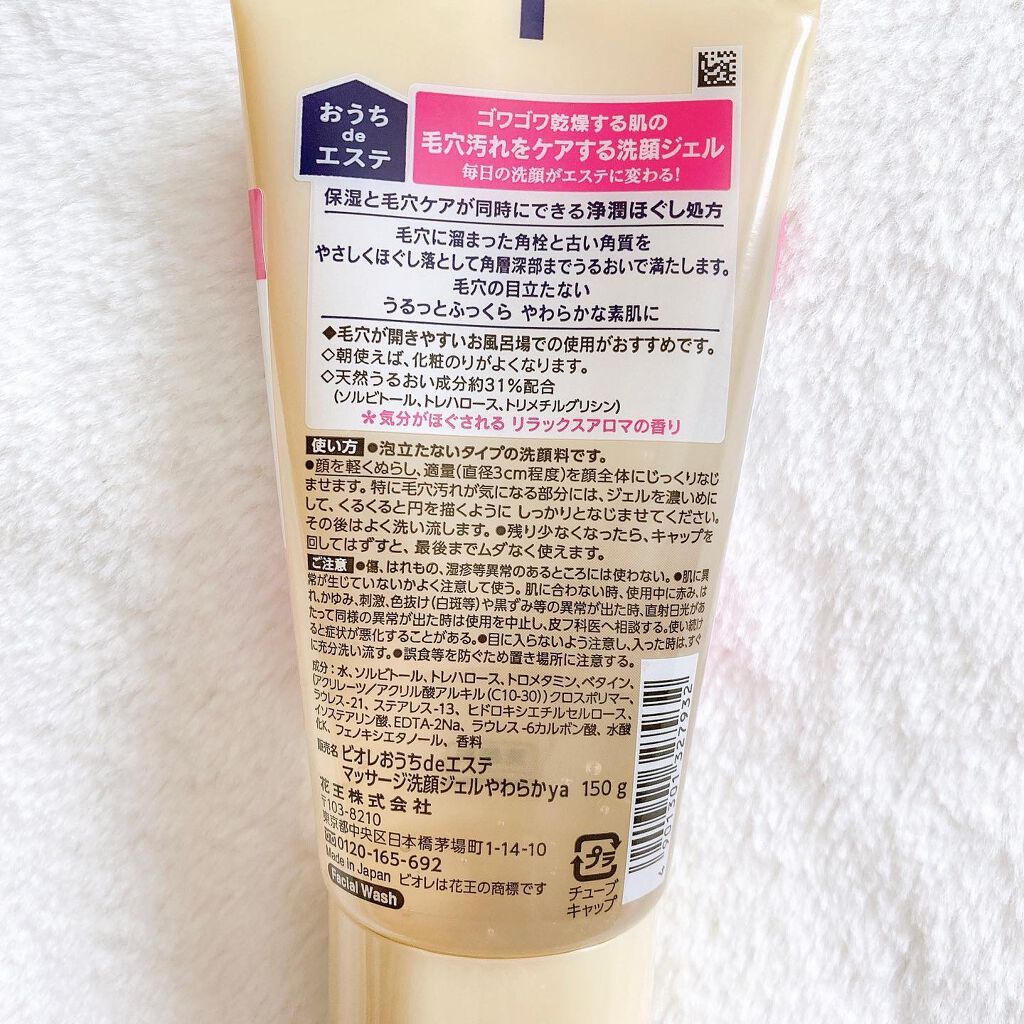 おうち
de
エステ
ゴワゴワ乾燥する肌の
毛穴汚れをケアする洗顔ジェル
毎日の洗顔がエステに変わる!
保湿と毛穴ケアが同時にできる浄潤ほぐし処方
毛穴に溜まった角栓と古い角質を
やさしくほぐし落として角層深部までうるおいで満たします。
毛穴の目立たない
うるっとふっくら やわらかな素肌に
◆毛穴が開きやすいお風呂場での使用がおすすめです。
◇朝使えば、化粧のりがよくなります。
◇天然うるおい成分約31%配合
(ソルビトール、トレハロース、トリメチルグリシン)
*気分がほぐされる リラックスアロマの香り
使い方 ●泡立たないタイプの洗顔料です。
●顔を軽くぬらし、適量(直径3cm程度)を顔全体にじっくりなじ
ませます。特に毛穴汚れが気になる部分には、ジェルを濃いめに
して、くるくると円を描くように しっかりとなじませてください。
その後はよく洗い流します。●残り少なくなったら、キャップを
回してはずすと、最後までムダなく使えます。
ご注意 ●傷、はれもの、湿疹等異常のあるところには使わない。●肌に異
常が生じていないかよく注意して使う。肌に合わない時、使用中に赤み、は
れ、かゆみ、刺激、色抜け(白斑等)や黒ずみ等の異常が出た時、直射日光があ
たって同様の異常が出た時は使用を中止し、皮フ科医へ相談する。使い続け
ると症状が悪化することがある。●目に入らないよう注意し、入った時は、すぐ
に充分洗い流す。●誤食等を防ぐため置き場所に注意する。
成分:水、ソルビトール、トレハロース、トロメタミン、ベタイン、
(アクリレーツ/アクリル酸アルキル(C10-30))クロスポリマー、
ラウレス-21、ステアレス-13、ヒドロキシエチルセルロース、
イソステアリン酸、EDTA-2Na、ラウレス-6カルボン酸、水酸
化K、フェノキシエタノール、香料
販売名 ビオレおうちdeエステ
マッサージ洗顔ジェルやわらかya 150g
花王株式会社
〒103-8210
東京都中央区日本橋茅場町1-14-10
0120-165-692
Made in Japan ビオレは花王の商標です
Facial Wash
プラ
チューブ
キャップ
4901301327932